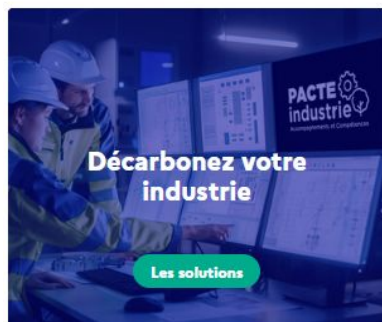 PACTE
industrie
Accompagnements et Compétences
Décarbonez votre
industrie
Les solutions